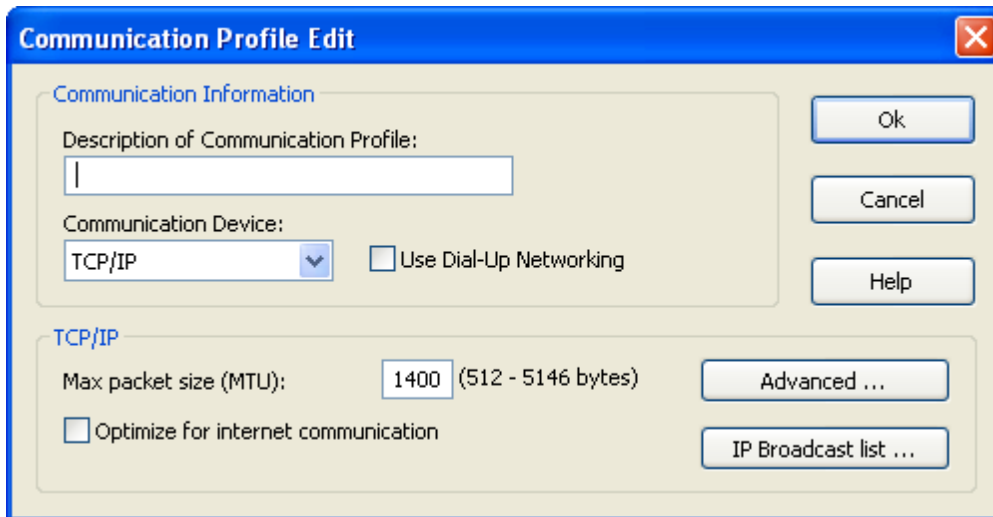 Communication Profile Edit
Communication Information
Description of Communication Profile:
Communication Device:
TCP/IP
Use Dial-Up Networking
Ok
Cancel
Help
TCP/IP
Max packet size (MTU): 1400 (512 - 5146 bytes)
Optimize for internet communication
Advanced ...
IP Broadcast list ...